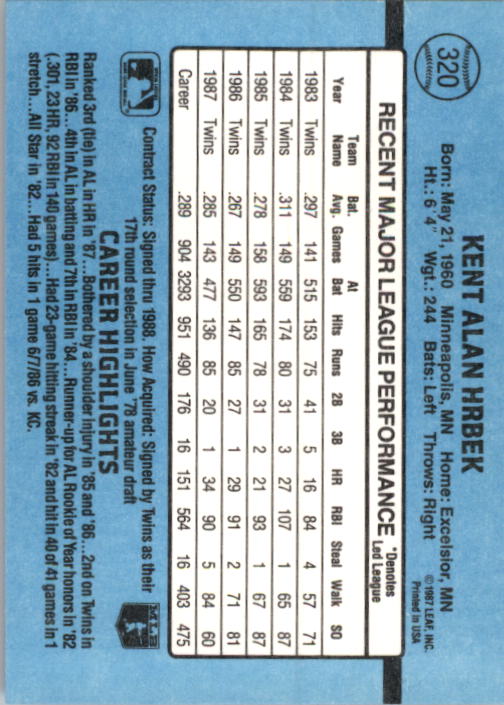 320
KENT ALAN HRBEK
Born: May 21, 1960 Minneapolis, MN Home: Excelsior, MN
Ht.: 6' 4" Wgt.: 244 Bats: Left Throws: Right
© 1987 LEAF, INC.
Printed in USA
RECENT MAJOR LEAGUE PERFORMANCE *Denotes Led League
Year Team Name Bat. Avg. Games At Bat Hits Runs 2B 3B HR RBI Steal Walk SO
1983 Twins .297 141 515 153 75 41 5 16 84 4 57 71
1984 Twins .311 149 559 174 80 31 3 27 107 1 65 87
1985 Twins .278 158 593 165 78 31 2 21 93 1 67 87
1986 Twins .267 149 550 147 85 27 1 29 91 2 71 81
1987 Twins .285 143 477 136 85 20 1 34 90 5 84 60
Career .289 904 3293 951 490 176 16 151 564 16 403 475
Contract Status: Signed thru 1988. How Acquired: Signed by Twins as their
17th round selection in June '78 amateur draft
MLB
CAREER HIGHLIGHTS
Ranked 3rd (tie) in AL in HR in '87...Bothered by a shoulder injury in '85 and '86...2nd on Twins in
RBI in '86...4th in AL in batting and 7th in RBI in '84...Runner-up for AL Rookie of Year honors in '82
(.301, 23 HR, 92 RBI in 140 games)...Had 23-game hitting streak in '82 and hit in 40 of 41 games in 1
stretch...All Star in '82...Had 5 hits in 1 game 6/7/86 vs. KC.